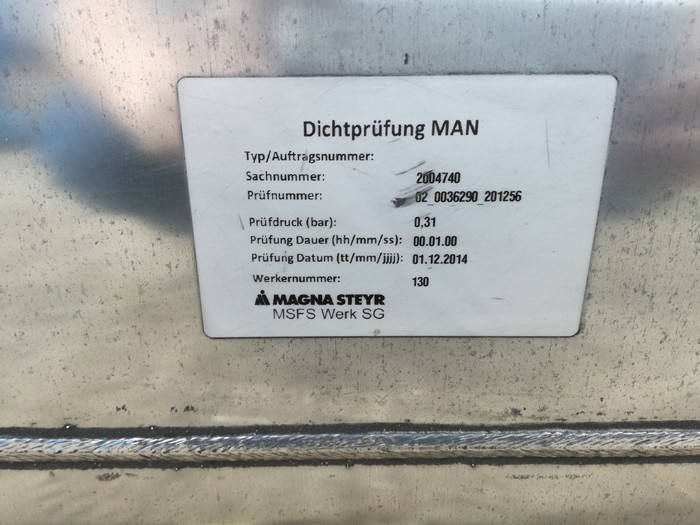 Dichtprüfung MAN
Typ/Auftragsnummer:
Sachnummer: 2004740
Prüfnummer: 02_0036290_201256
Prüfdruck (bar): 0,31
Prüfung Dauer (hh/mm/ss): 00.01.00
Prüfung Datum (tt/mm/jjjj): 01.12.2014
Werkernummer: 130
MAGNA STEYR
MSFS Werk SG